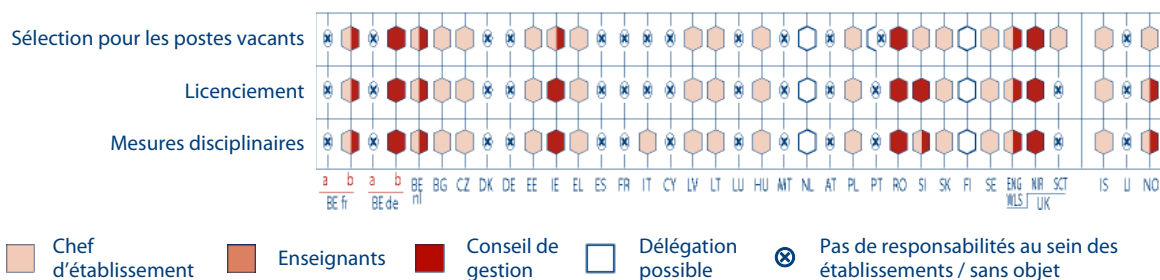 Sélection pour les postes vacants
Licenciement
Mesures disciplinaires
a b a b BE nl BG CZ DK DE EE IE EL ES FR IT CY LV LT LU HU MT NL AT PL PT RO SI SK FI SE ENG WLS NIR SCT IS LI NO
BE fr BE de UK
Chef d'établissement
Enseignants
Conseil de gestion
Délégation possible
Pas de responsabilités au sein des établissements / sans objet